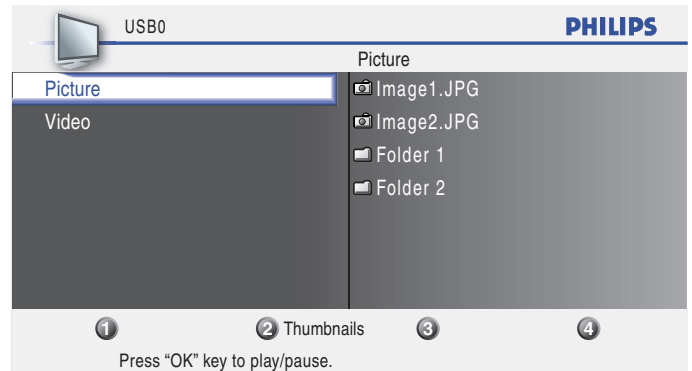 USB0 PHILIPS
Picture
Picture
Image1.JPG
Video
Image2.JPG
Folder 1
Folder 2
1 2 Thumbnails 3 4
Press “OK” key to play/pause.